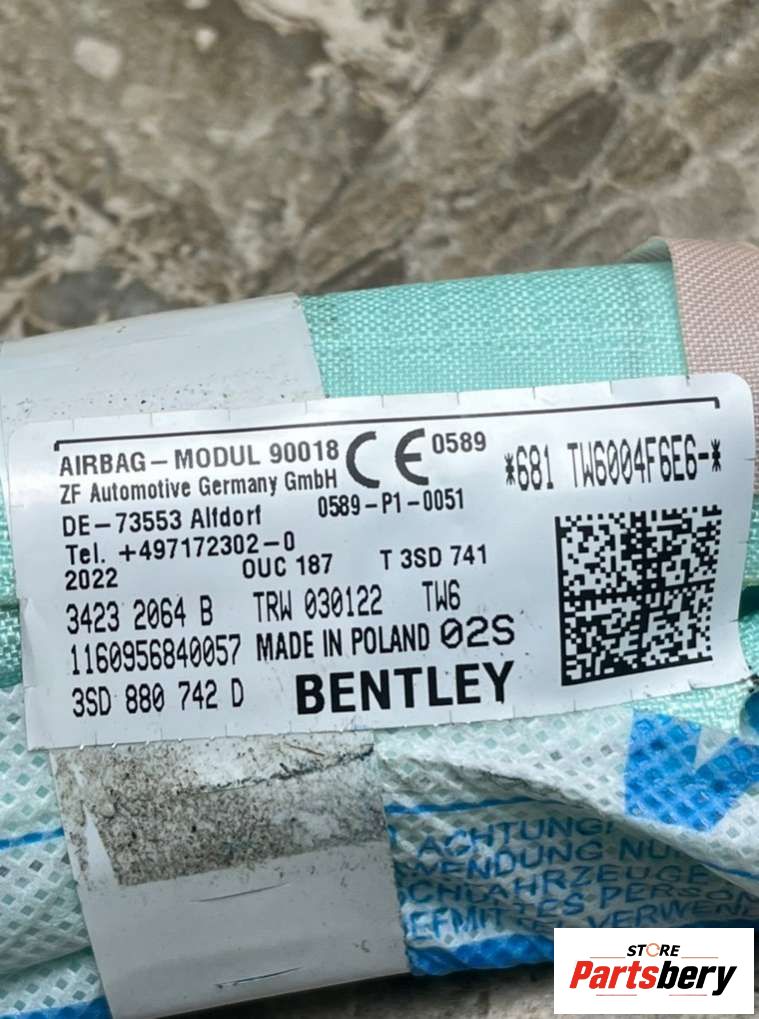 AIRBAG-MODUL 90018 CE 0589
ZF Automotive Germany GmbH 0589-P1-0051
*681 TW6004F6E6-*
DE-73553 Alfdorf
Tel. +497172302-0
2022 OUC 187 T 3SD 741
3423 2064 B TRW 030122 TW6
1160956840057 MADE IN POLAND 02S
3SD 880 742 D BENTLEY
ACHTUNG!
STORE
Partsbery